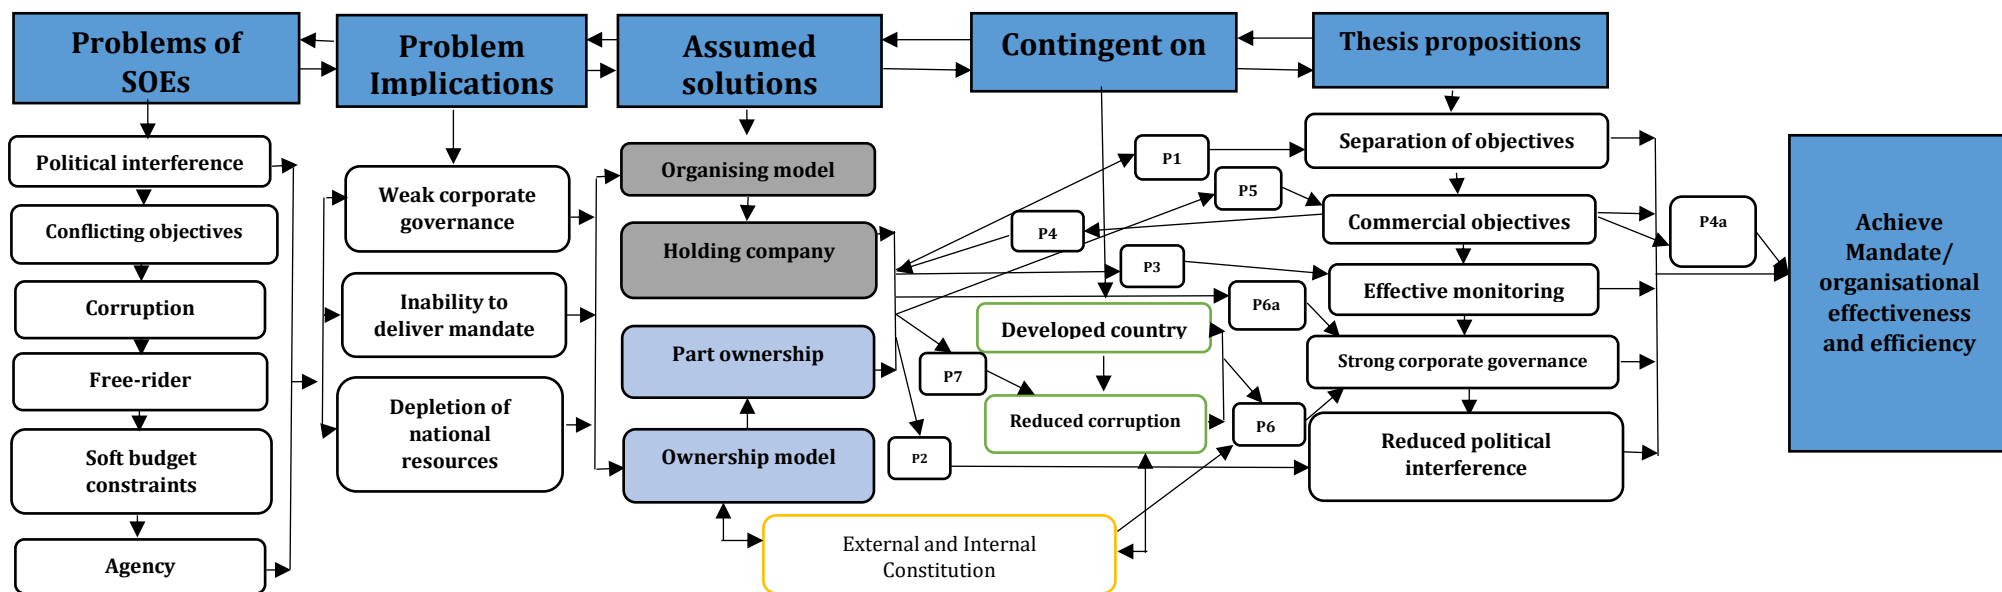 Problems of
SOEs
Problem
Implications
Assumed
solutions
Contingent on
Thesis propositions
Political interference
Conflicting objectives
Corruption
Free-rider
Soft budget
constraints
Agency
Weak corporate
governance
Inability to
deliver mandate
Depletion of
national
resources
Organising model
Holding company
Part ownership
Ownership model
P1
P5
P4
P3
P6a
P7
P6
P2
Developed country
Reduced corruption
External and Internal
Constitution
Separation of objectives
Commercial objectives
Effective monitoring
Strong corporate governance
Reduced political
interference
P4a
Achieve
Mandate/
organisational
effectiveness
and efficiency